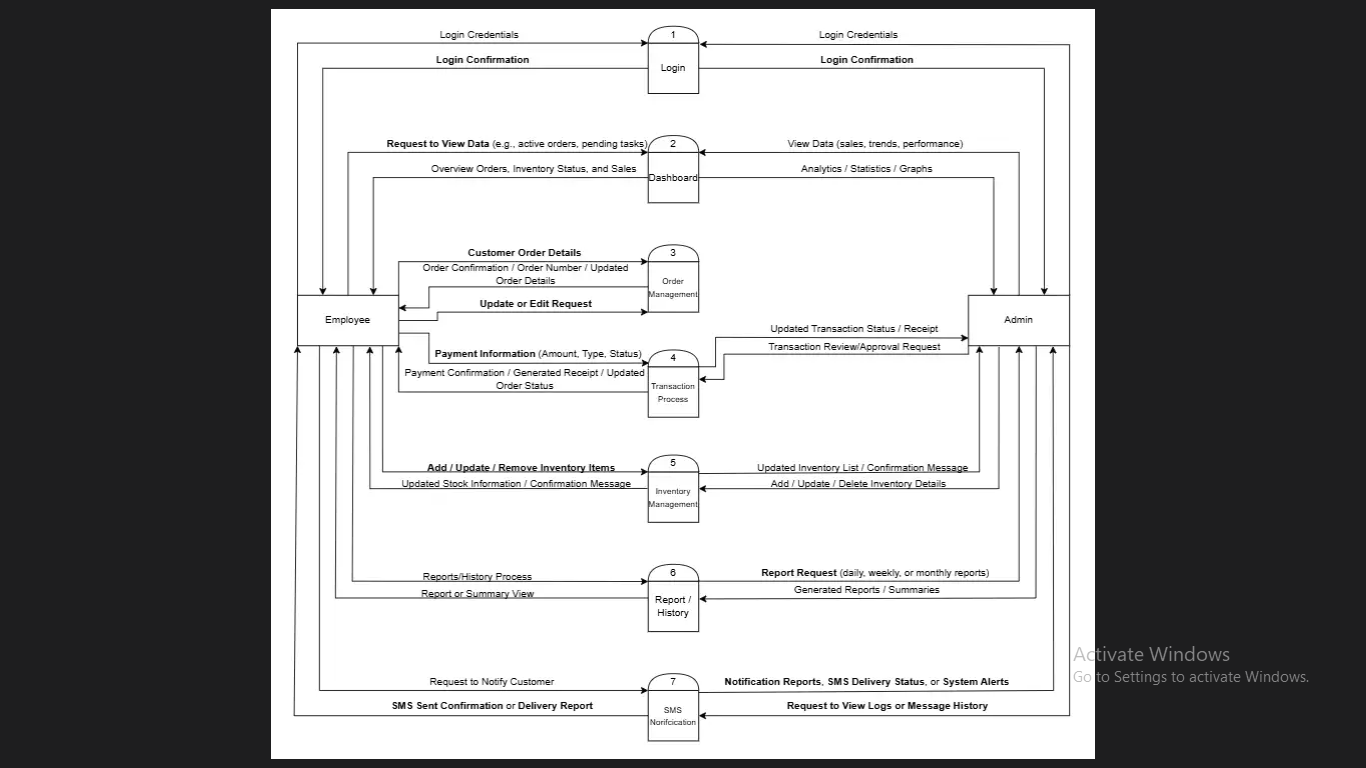 Login Credentials
1
Login Credentials
Login Confirmation
Login
Login Confirmation
Request to View Data (e.g., active orders, pending tasks)
2
View Data (sales, trends, performance)
Overview Orders, Inventory Status, and Sales
Dashboard
Analytics / Statistics / Graphs
Customer Order Details
3
Order Confirmation / Order Number / Updated
Order Details
Order
Management
Update or Edit Request
Employee
Admin
Updated Transaction Status / Receipt
Transaction Review/Approval Request
Payment Information (Amount, Type, Status)
4
Payment Confirmation / Generated Receipt / Updated
Order Status
Transaction
Process
Add / Update / Remove Inventory Items
5
Updated Inventory List / Confirmation Message
Updated Stock Information / Confirmation Message
Inventory
Management
Add / Update / Delete Inventory Details
Reports/History Process
6
Report Request (daily, weekly, or monthly reports)
Report or Summary View
Report /
History
Generated Reports / Summaries
Request to Notify Customer
7
Notification Reports, SMS Delivery Status, or System Alerts
SMS Sent Confirmation or Delivery Report
SMS
Norifcication
Request to View Logs or Message History
Activate Windows
Go to Settings to activate Windows.